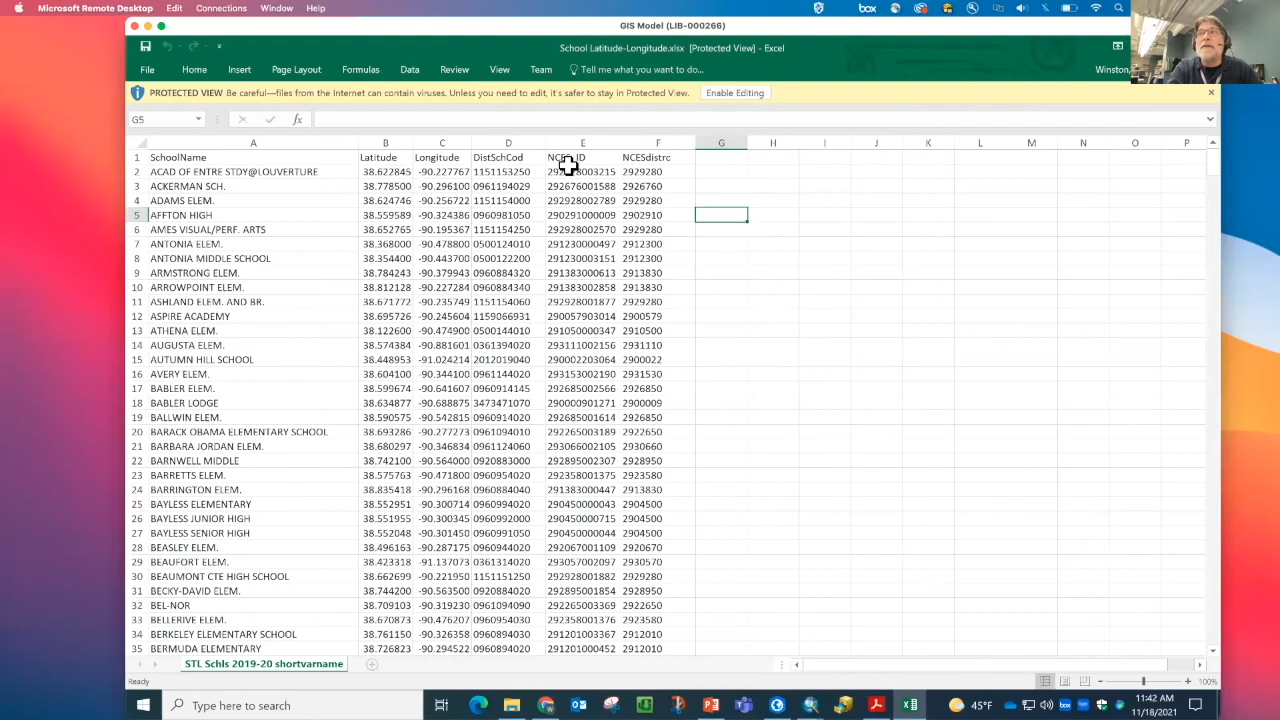 Microsoft Remote Desktop Edit Connections Window Help
box
GIS Model (LIB-000266)
School Latitude-Longitude.xlsx [Protected View] - Excel
File Home Insert Page Layout Formulas Data Review View Team Tell me what you want to do... Winston,
PROTECTED VIEW Be careful—files from the Internet can contain viruses. Unless you need to edit, it's safer to stay in Protected View. Enable Editing
G5 fx
A B C D E F G H I J K L M N O P
1 SchoolName Latitude Longitude DistSchCod NCESdistrc
2 ACAD OF ENTRE STDY@LOUVERTURE 38.622845 -90.227767 1151153250 2929280
3 ACKERMAN SCH. 38.778500 -90.296100 0961194029 292676001588 2926760
4 ADAMS ELEM. 38.624746 -90.256722 1151154000 292928002789 2929280
5 AFFTON HIGH 38.559589 -90.324386 0960981050 290291000009 2902910
6 AMES VISUAL/PERF. ARTS 38.652765 -90.195367 1151154250 292928002570 2929280
7 ANTONIA ELEM. 38.368000 -90.478800 0500124010 291230000497 2912300
8 ANTONIA MIDDLE SCHOOL 38.354400 -90.443700 0500122200 291230003151 2912300
9 ARMSTRONG ELEM. 38.784243 -90.379943 0960884320 291383000613 2913830
10 ARROWPOINT ELEM. 38.812128 -90.227284 0960884340 291383002858 2913830
11 ASHLAND ELEM. AND BR. 38.671772 -90.235749 1151154060 292928001877 2929280
12 ASPIRE ACADEMY 38.695726 -90.245604 1159066931 290057903014 2900579
13 ATHENA ELEM. 38.122600 -90.474900 0500144010 291050000347 2910500
14 AUGUSTA ELEM. 38.574384 -90.881601 0361394020 293111002156 2931110
15 AUTUMN HILL SCHOOL 38.448953 -91.024214 2012019040 290002203064 2900022
16 AVERY ELEM. 38.604100 -90.344100 0961144020 293153002190 2931530
17 BABLER ELEM. 38.599674 -90.641607 0960914145 292685002566 2926850
18 BABLER LODGE 38.634877 -90.688875 3473471070 290000901271 2900009
19 BALLWIN ELEM. 38.590575 -90.542815 0960914020 292685001614 2926850
20 BARACK OBAMA ELEMENTARY SCHOOL 38.693286 -90.277273 0961094010 292265003189 2922650
21 BARBARA JORDAN ELEM. 38.680297 -90.346834 0961124060 293066002105 2930660
22 BARNWELL MIDDLE 38.742100 -90.564000 0920883000 292895002307 2928950
23 BARRETTS ELEM. 38.575763 -90.471800 0960954020 292358001375 2923580
24 BARRINGTON ELEM. 38.835418 -90.296168 0960884040 291383000447 2913830
25 BAYLESS ELEMENTARY 38.552951 -90.300714 0960994020 290450000043 2904500
26 BAYLESS JUNIOR HIGH 38.551955 -90.300345 0960992000 290450000715 2904500
27 BAYLESS SENIOR HIGH 38.552048 -90.301450 0960991050 290450000044 2904500
28 BEASLEY ELEM. 38.496163 -90.287175 0960944020 292067001109 2920670
29 BEAUFORT ELEM. 38.423318 -91.137073 0361314020 293057002097 2930570
30 BEAUMONT CTE HIGH SCHOOL 38.662699 -90.221950 1151151250 292928001882 2929280
31 BECKY-DAVID ELEM. 38.744200 -90.563500 0920884020 292895001854 2928950
32 BEL-NOR 38.709103 -90.319230 0961094090 292265003369 2922650
33 BELLERIVE ELEM. 38.670873 -90.476207 0960954030 292358001376 2923580
34 BERKELEY ELEMENTARY SCHOOL 38.761150 -90.326358 0960894030 291201003367 2912010
35 BERMUDA ELEMENTARY 38.726823 -90.294522 0960894020 291201000452 2912010
STL Schls 2019-20 shortvarname
Ready 100%
Type here to search 45°F 11:42 AM
11/18/2021